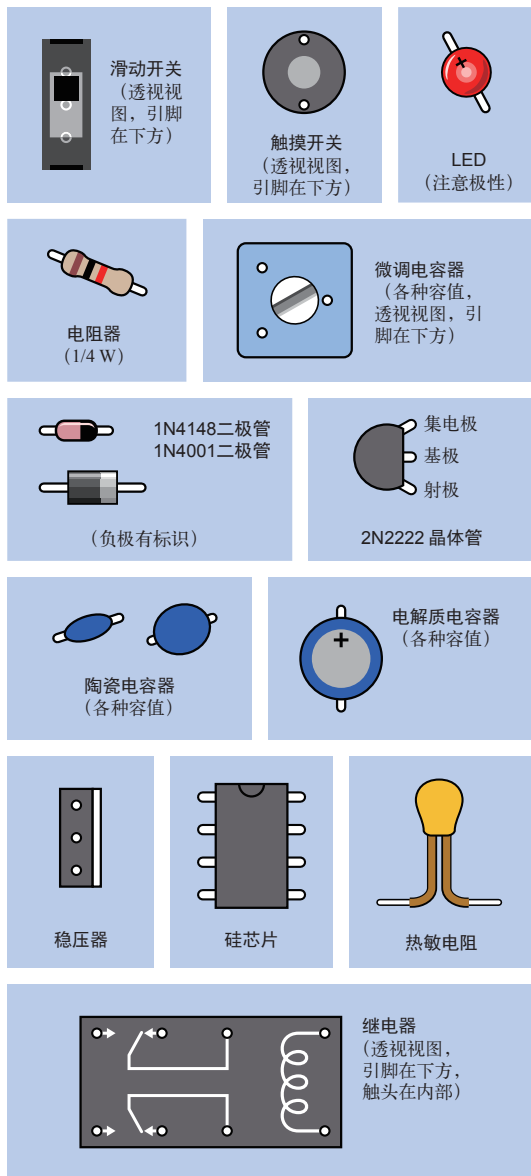 滑动开关
（透视视
图，引脚
在下方）
触摸开关
（透视视图，
引脚在下方）
+
LED
（注意极性）
电阻器
(1/4 W)
微调电容器
（各种容值，
透视视图，引
脚在下方）
1N4148二极管
1N4001二极管
（负极有标识）
集电极
基极
射极
2N2222 晶体管
陶瓷电容器
（各种容值）
+
电解质电容器
（各种容值）
稳压器
硅芯片
热敏电阻
继电器
(透视视图，
引脚在下方，
触头在内部）